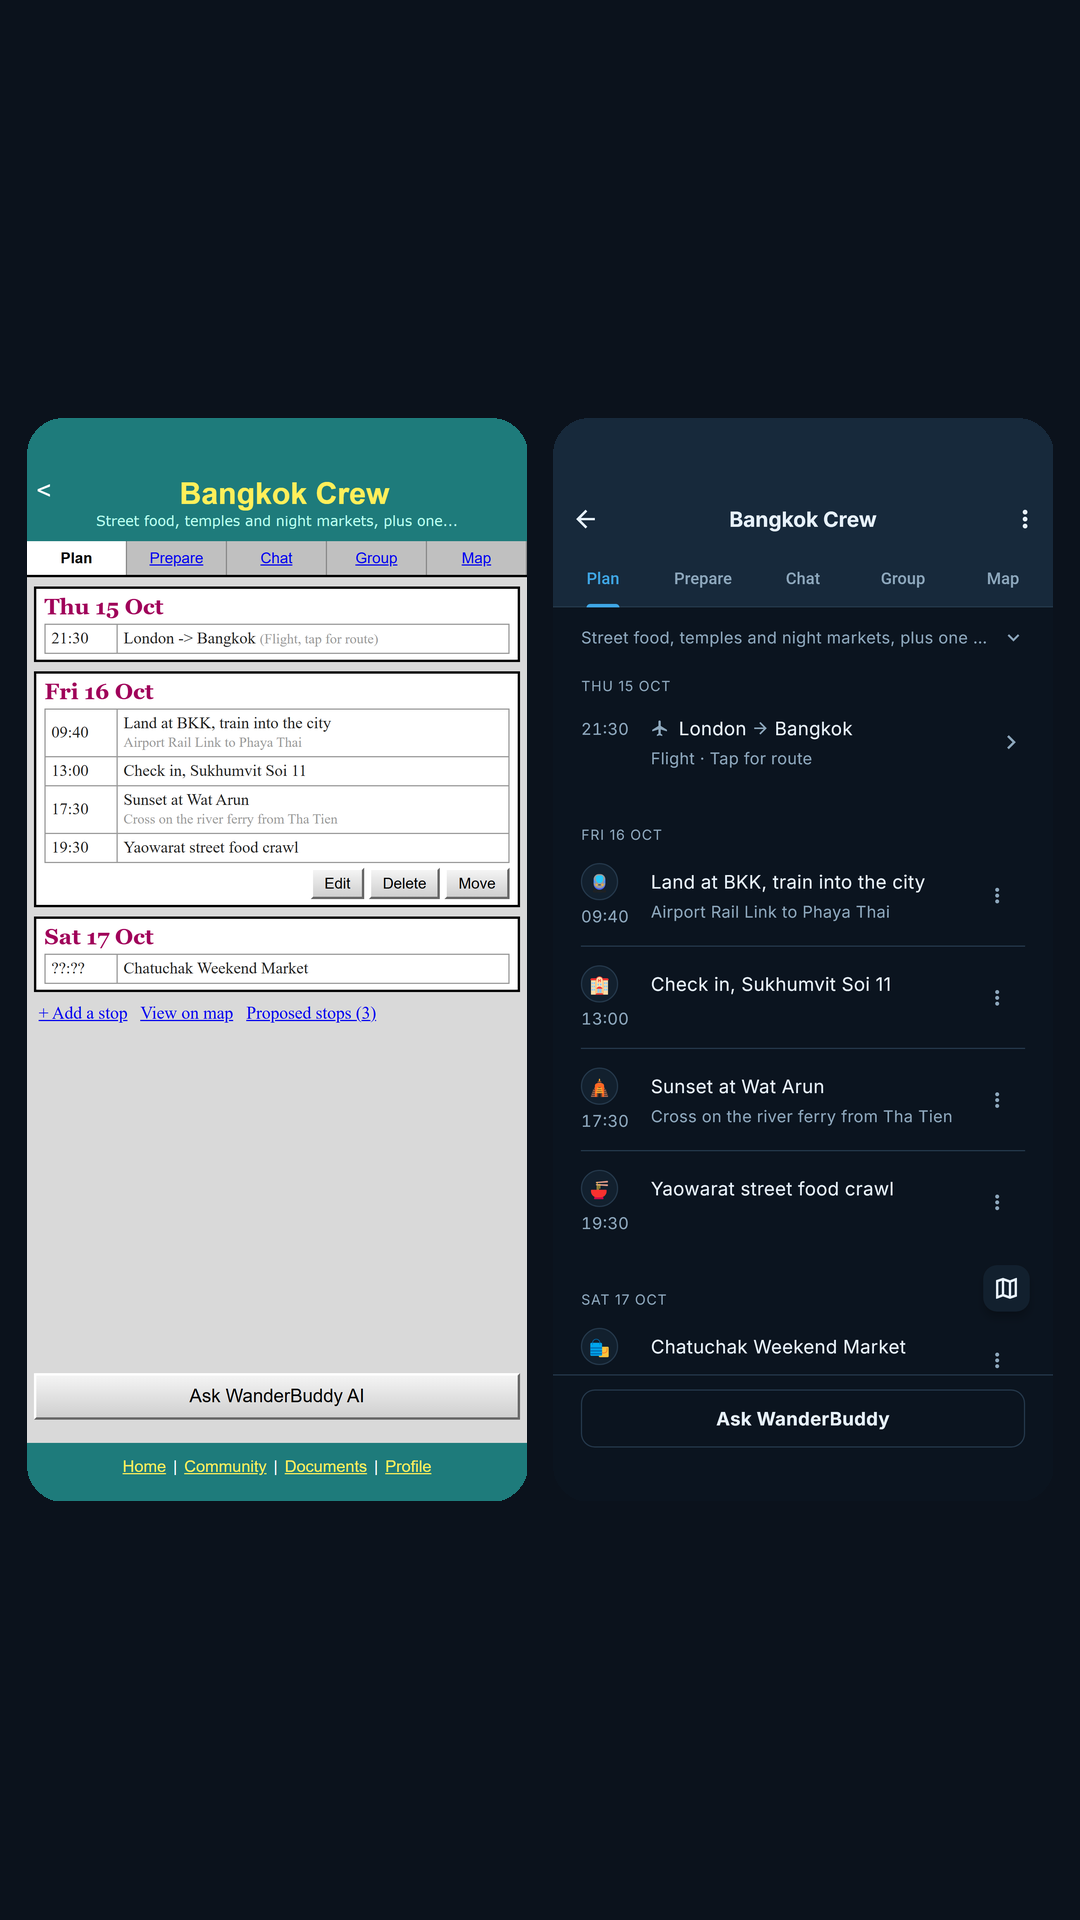 <
Bangkok Crew
Street food, temples and night markets, plus one...
Plan Prepare Chat Group Map
Thu 15 Oct
21:30 London -> Bangkok (Flight, tap for route)
Fri 16 Oct
09:40 Land at BKK, train into the city
Airport Rail Link to Phaya Thai
13:00 Check in, Sukhumvit Soi 11
17:30 Sunset at Wat Arun
Cross on the river ferry from Tha Tien
19:30 Yaowarat street food crawl
Edit Delete Move
Sat 17 Oct
??:?? Chatuchak Weekend Market
+ Add a stop View on map Proposed stops (3)
Ask WanderBuddy AI
Home | Community | Documents | Profile
Bangkok Crew
Plan Prepare Chat Group Map
Street food, temples and night markets, plus one ...
THU 15 OCT
21:30 London → Bangkok
Flight · Tap for route
FRI 16 OCT
Land at BKK, train into the city
09:40 Airport Rail Link to Phaya Thai
Check in, Sukhumvit Soi 11
13:00
Sunset at Wat Arun
17:30 Cross on the river ferry from Tha Tien
Yaowarat street food crawl
19:30
SAT 17 OCT
Chatuchak Weekend Market
Ask WanderBuddy